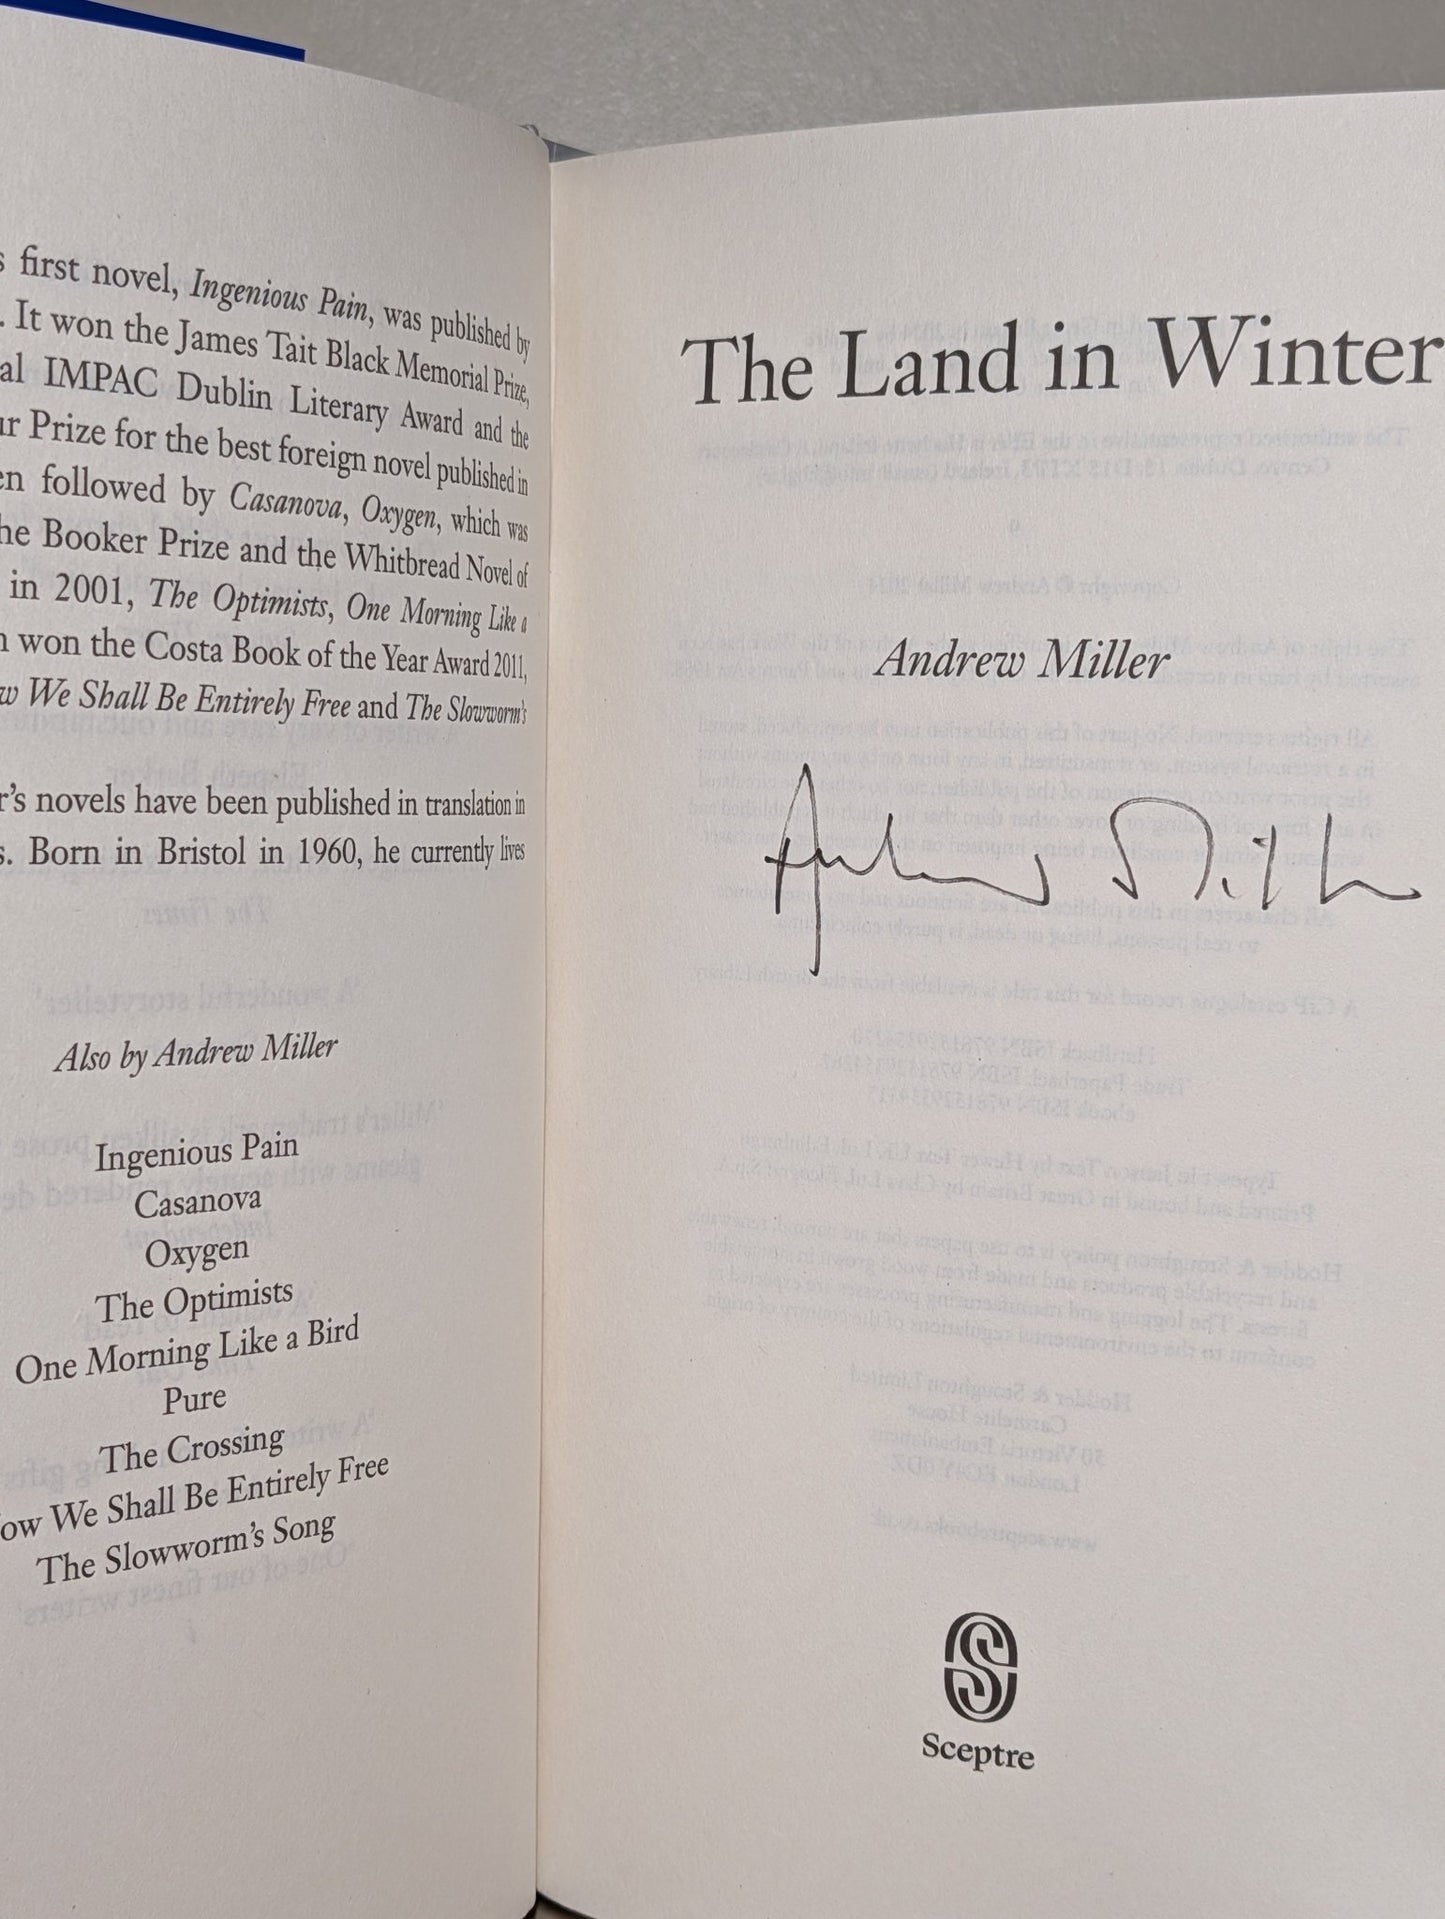 first novel, Ingenious Pain, was published by
. It won the James Tait Black Memorial Prize,
al IMPAC Dublin Literary Award and the
ur Prize for the best foreign novel published in
en followed by Casanova, Oxygen, which was
he Booker Prize and the Whitbread Novel of
in 2001, The Optimists, One Morning Like a
won the Costa Book of the Year Award 2011,
w We Shall Be Entirely Free and The Slowworm's
r's novels have been published in translation in
s. Born in Bristol in 1960, he currently lives
Also by Andrew Miller
Ingenious Pain
Casanova
Oxygen
The Optimists
One Morning Like a Bird
Pure
The Crossing
ow We Shall Be Entirely Free
The Slowworm's Song
The Land in Winter
Andrew Miller
Sceptre